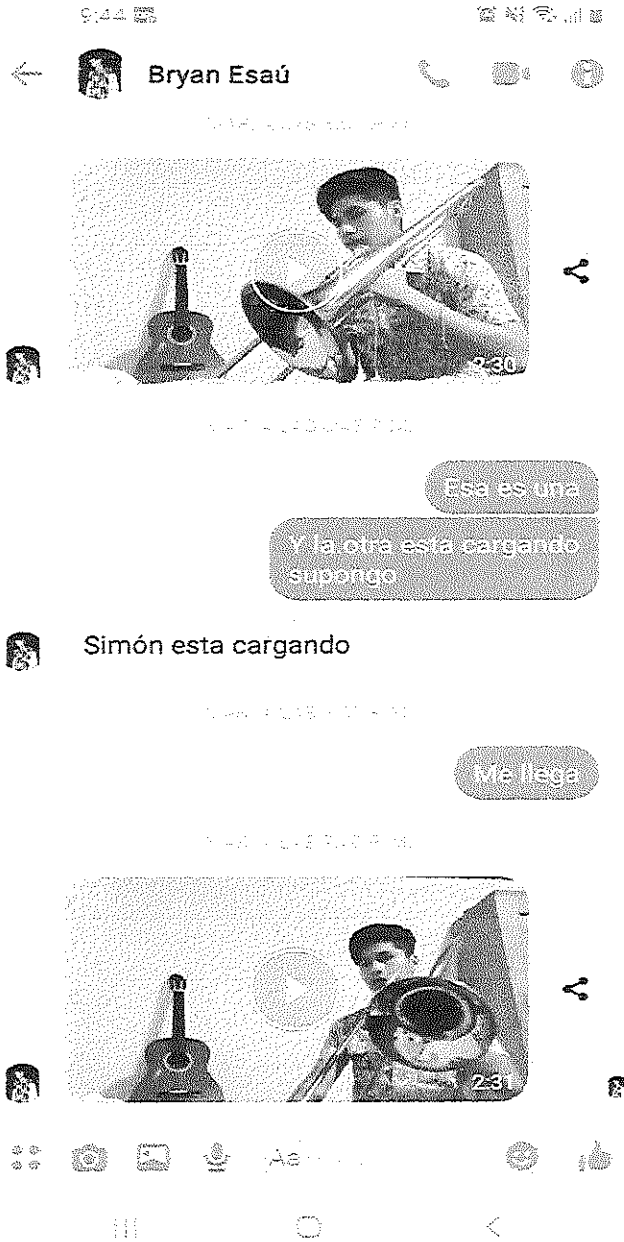 9:44
Bryan Esaú
2:30
Esa es una
Y la otra esta cargando
supongo
Simón esta cargando
Me llega
2:31
Aa